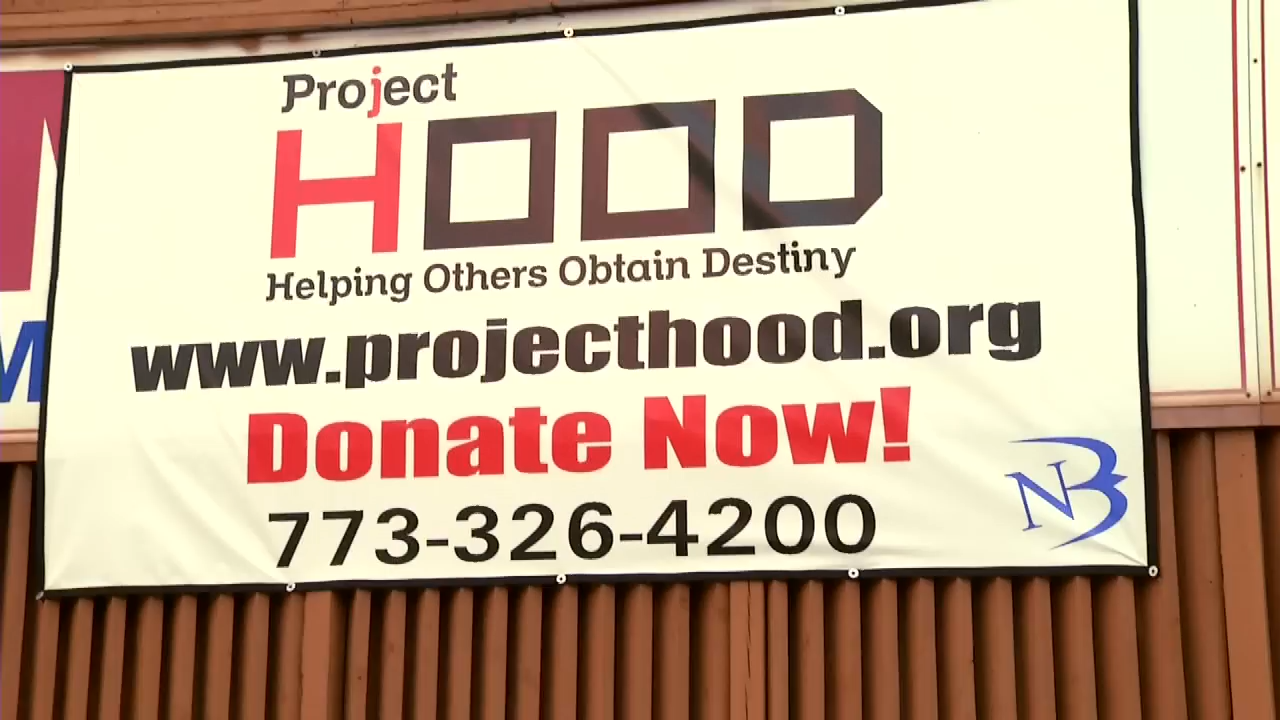 Project
HOOD
Helping Others Obtain Destiny
www.projecthood.org
Donate Now!
773-326-4200
NB
M